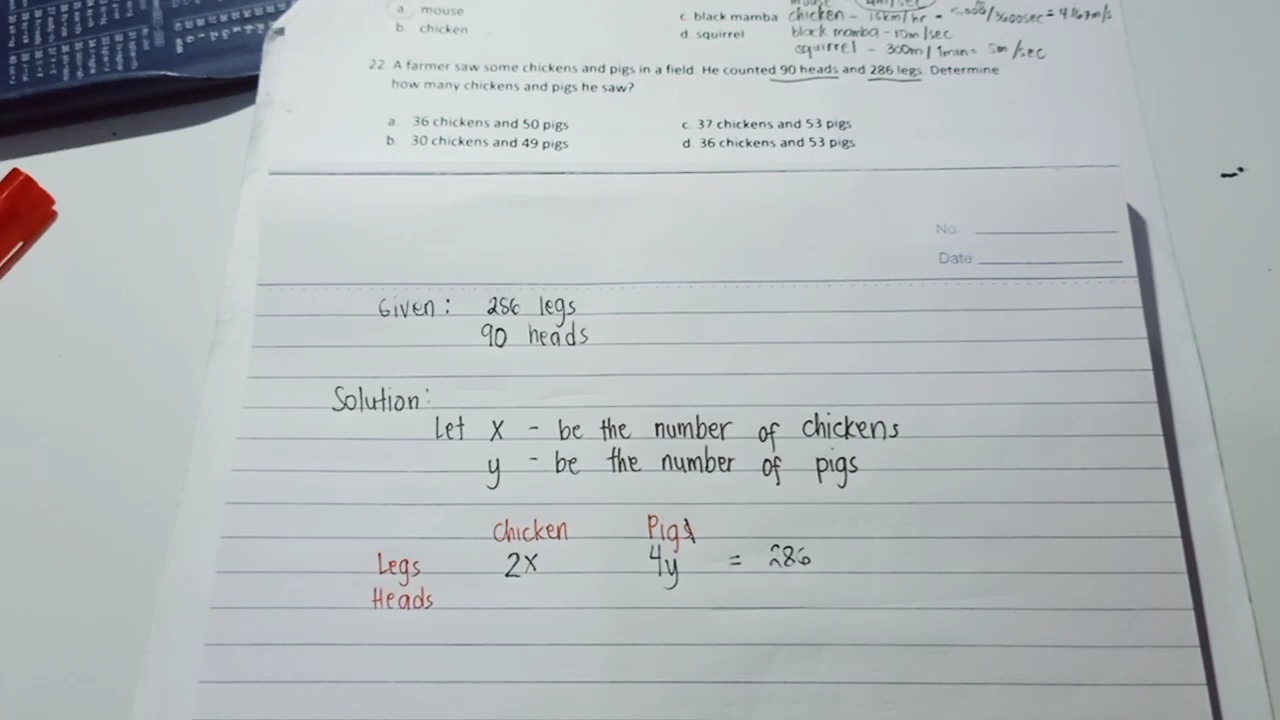 a. mouse
b. chicken
c. black mamba
d. squirrel
chicken - 15km/hr =
/3600sec = 4.167m/s
black mamba - 10m/sec
squirrel - 300m/1min = 5m/sec
22. A farmer saw some chickens and pigs in a field. He counted 90 heads and 286 legs. Determine
how many chickens and pigs he saw?
a. 36 chickens and 50 pigs
b. 30 chickens and 49 pigs
c. 37 chickens and 53 pigs
d. 36 chickens and 53 pigs
No.
Date
Given: 286 legs
90 heads
Solution:
Let x - be the number of chickens
y - be the number of pigs
Chicken Pigs
Legs 2x 4y = 286
Heads